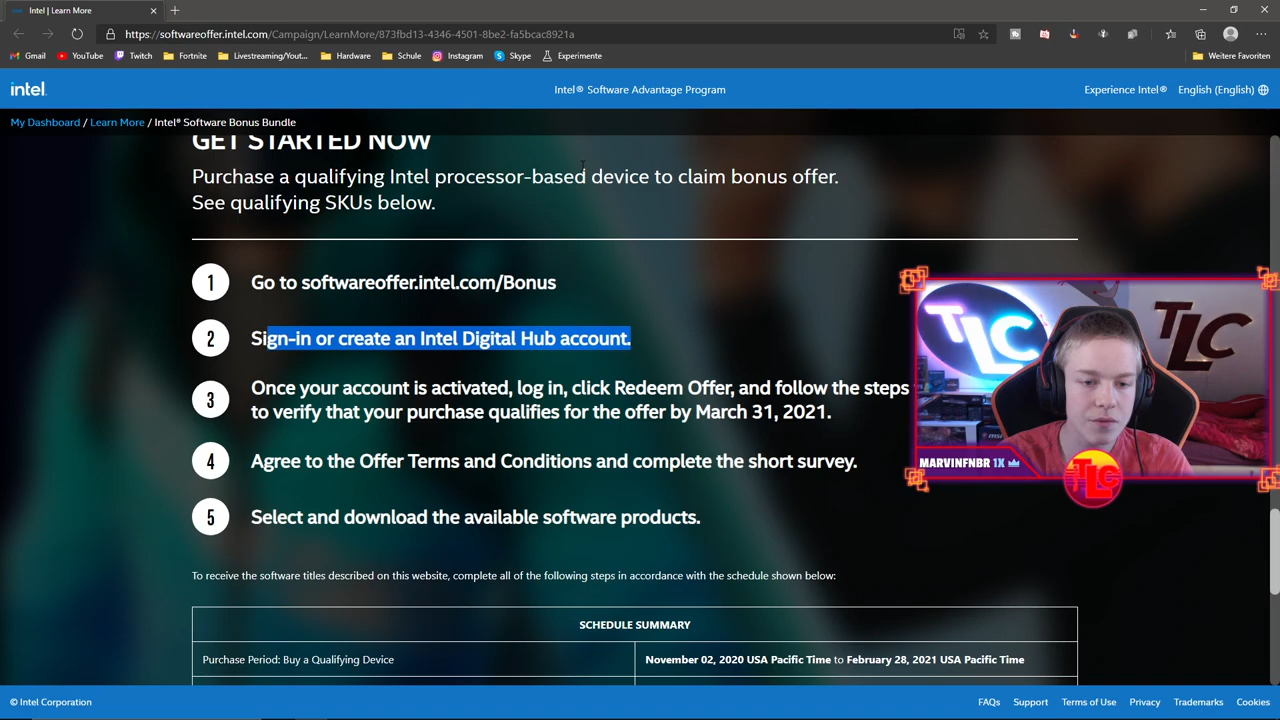 Intel | Learn More
https://softwareoffer.intel.com/Campaign/LearnMore/873fbd13-4346-4501-8be2-fa5bcac8921a
Gmail
YouTube
Twitch
Fortnite
Livestreaming/Yout...
Hardware
Schule
Instagram
Skype
Experimente
Weitere Favoriten
intel.
Intel® Software Advantage Program
Experience Intel®
English (English)
My Dashboard / Learn More / Intel® Software Bonus Bundle
GET STARTED NOW
Purchase a qualifying Intel processor-based device to claim bonus offer.
See qualifying SKUs below.
1 Go to softwareoffer.intel.com/Bonus
2 Sign-in or create an Intel Digital Hub account.
3 Once your account is activated, log in, click Redeem Offer, and follow the steps
to verify that your purchase qualifies for the offer by March 31, 2021.
4 Agree to the Offer Terms and Conditions and complete the short survey.
5 Select and download the available software products.
TLC
TLC
MARVINFNBR 1X
TLC
To receive the software titles described on this website, complete all of the following steps in accordance with the schedule shown below:
SCHEDULE SUMMARY
Purchase Period: Buy a Qualifying Device
November 02, 2020 USA Pacific Time to February 28, 2021 USA Pacific Time
© Intel Corporation
FAQs
Support
Terms of Use
Privacy
Trademarks
Cookies